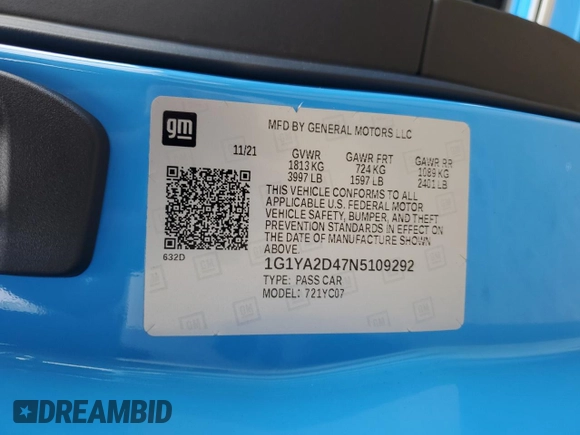 gm
MFD BY GENERAL MOTORS LLC
11/21
GVWR GAWR FRT GAWR RR
1813 KG 724 KG 1089 KG
3997 LB 1597 LB 2401 LB
THIS VEHICLE CONFORMS TO ALL
APPLICABLE U.S. FEDERAL MOTOR
VEHICLE SAFETY, BUMPER, AND THEFT
PREVENTION STANDARDS IN EFFECT ON
THE DATE OF MANUFACTURE SHOWN
ABOVE.
632D
1G1YA2D47N5109292
TYPE: PASS CAR
MODEL: 721YC07
DREAMBID